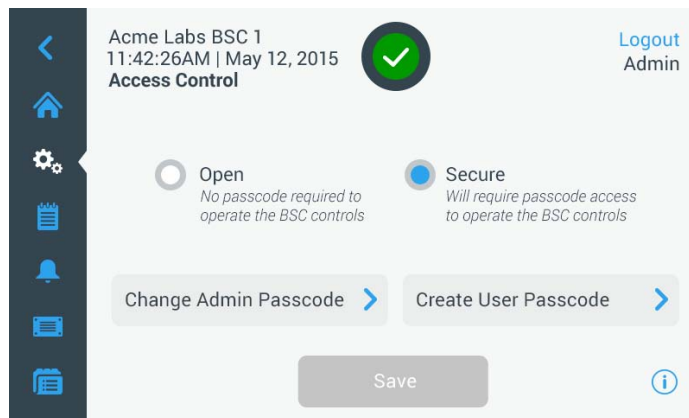 Acme Labs BSC 1
11:42:26AM | May 12, 2015
Access Control
Logout
Admin
Open
No passcode required to
operate the BSC controls
Secure
Will require passcode access
to operate the BSC controls
Change Admin Passcode
Create User Passcode
Save
i